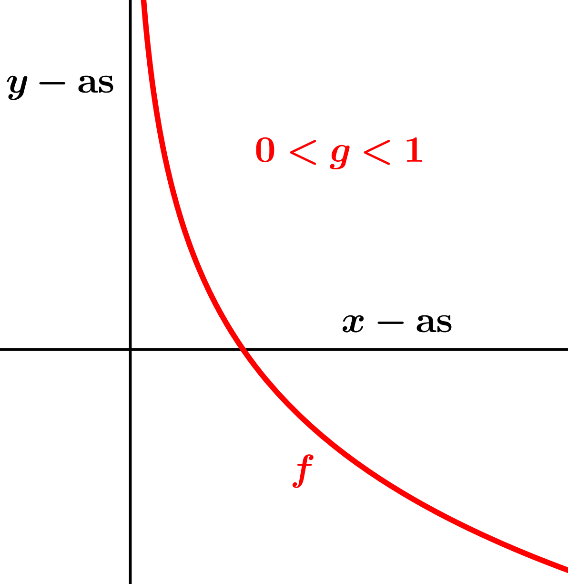 y − as
0 < g < 1
x − as
f